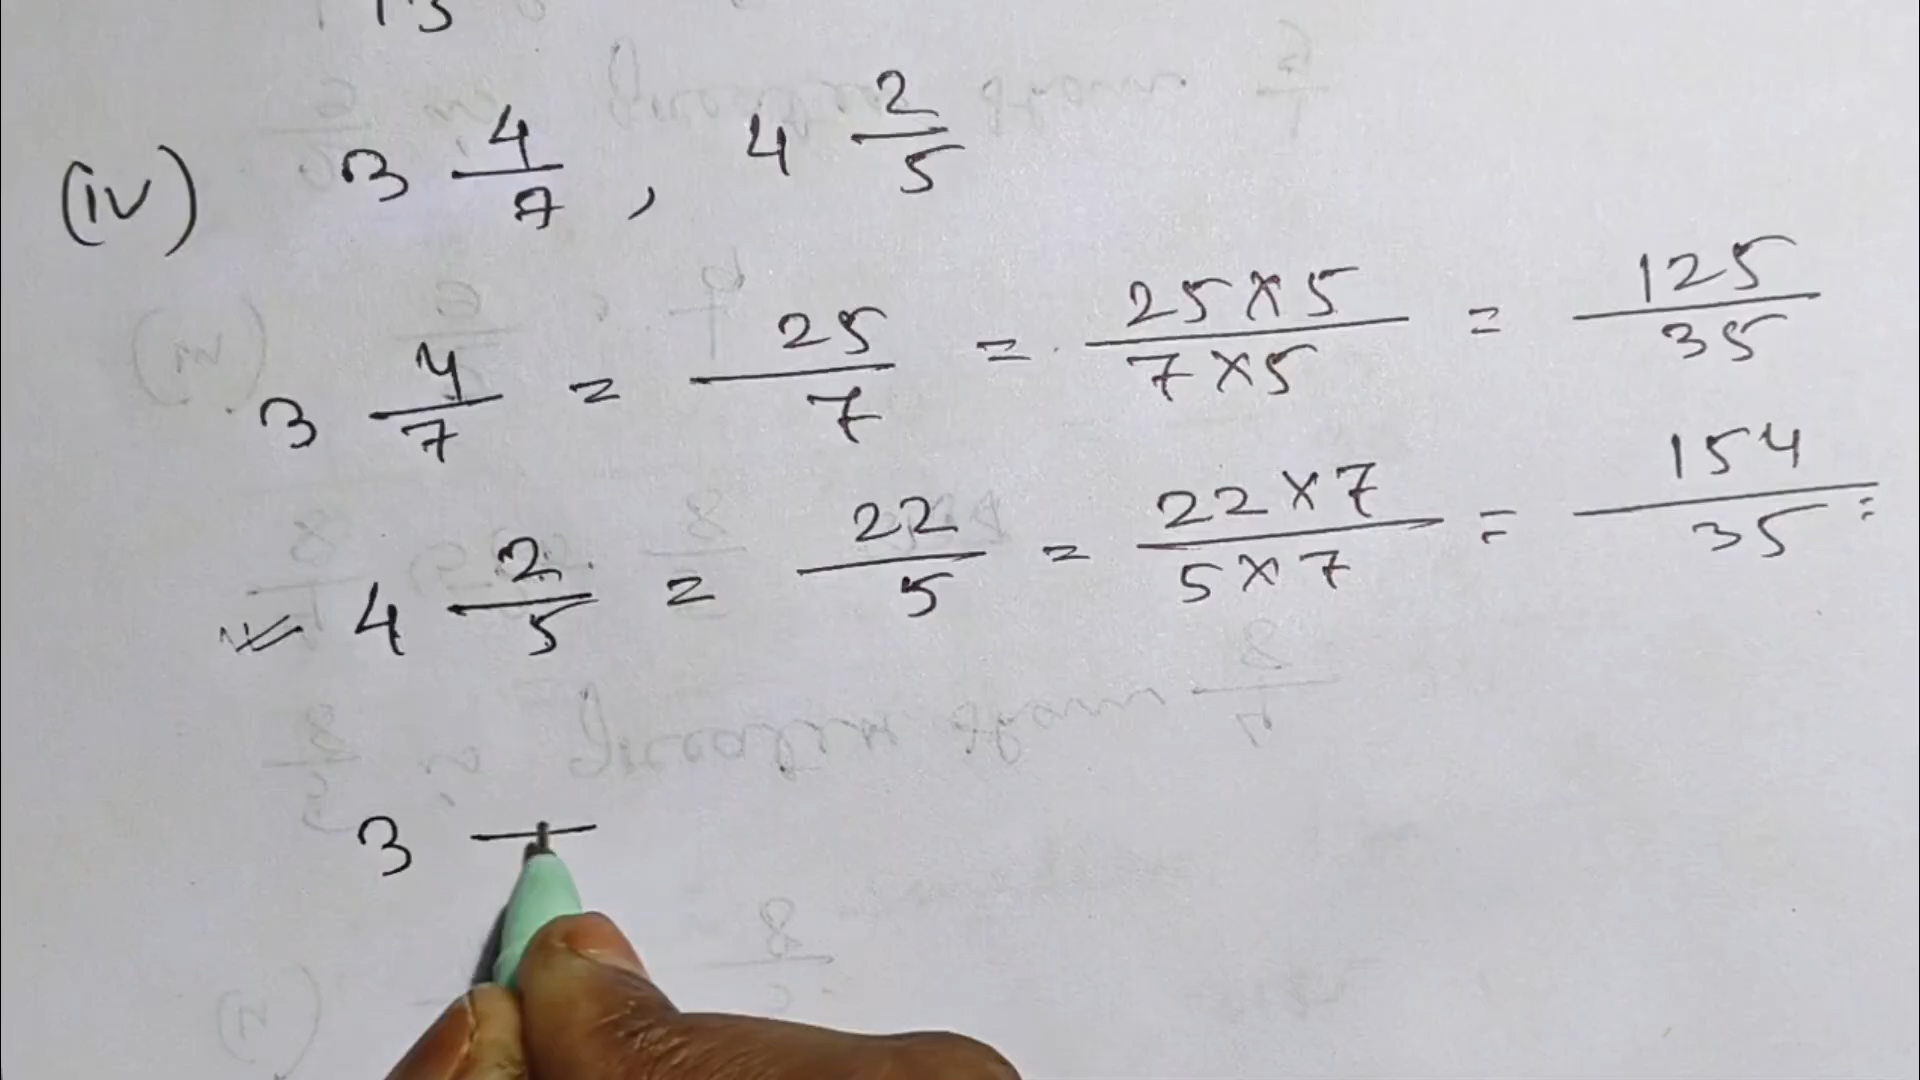 13
(iv) 3 4/7 , 4 2/5
3 4/7 = 25/7 = 25×5/7×5 = 125/35
4 2/5 = 22/5 = 22×7/5×7 = 154/35 =
3